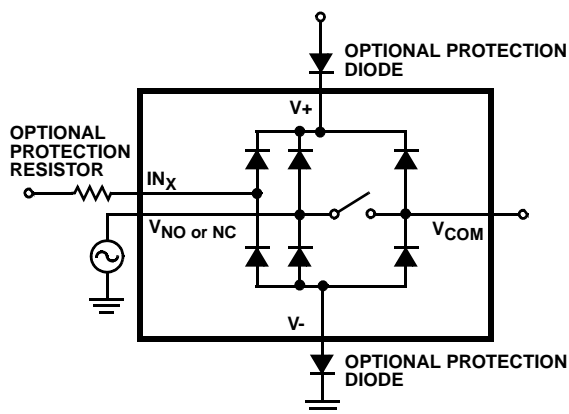 OPTIONAL PROTECTION
DIODE
V+
OPTIONAL
PROTECTION
RESISTOR
INX
VNO or NC
VCOM
V-
OPTIONAL PROTECTION
DIODE